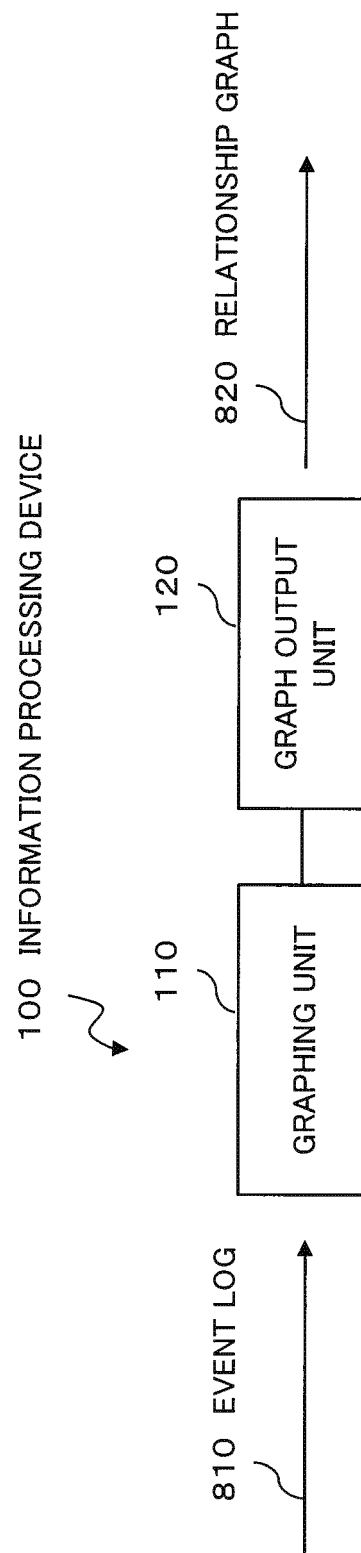 100 INFORMATION PROCESSING DEVICE
810 EVENT LOG
110
GRAPHING UNIT
120
GRAPH OUTPUT
UNIT
820 RELATIONSHIP GRAPH